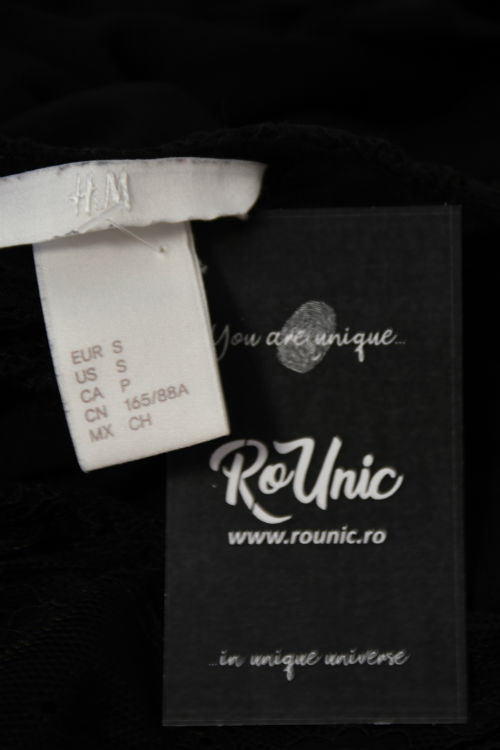 H M
EUR S
US S
CA P
CN 165/88A
MX CH
You are unique...
RoUnic
www.rounic.ro
...in unique universe